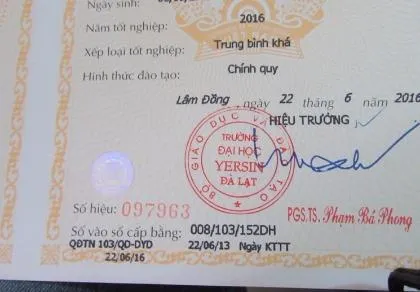 Ngày sinh:
Năm tốt nghiệp: 2016
Xếp loại tốt nghiệp: Trung bình khá
Hình thức đào tạo: Chính quy
Lâm Đồng, ngày 22 tháng 6 năm 2016
HIỆU TRƯỞNG
BỘ GIÁO DỤC VÀ ĐÀO TẠO
TRƯỜNG
ĐẠI HỌC
YERSIN
ĐÀ LẠT
Số hiệu: 097963
PGS.TS. Phạm Bá Phong
Số vào sổ cấp bằng: 008/103/152DH
QĐTN 103/QD-DYD 22/06/13 Ngày KTTT
22/06/16